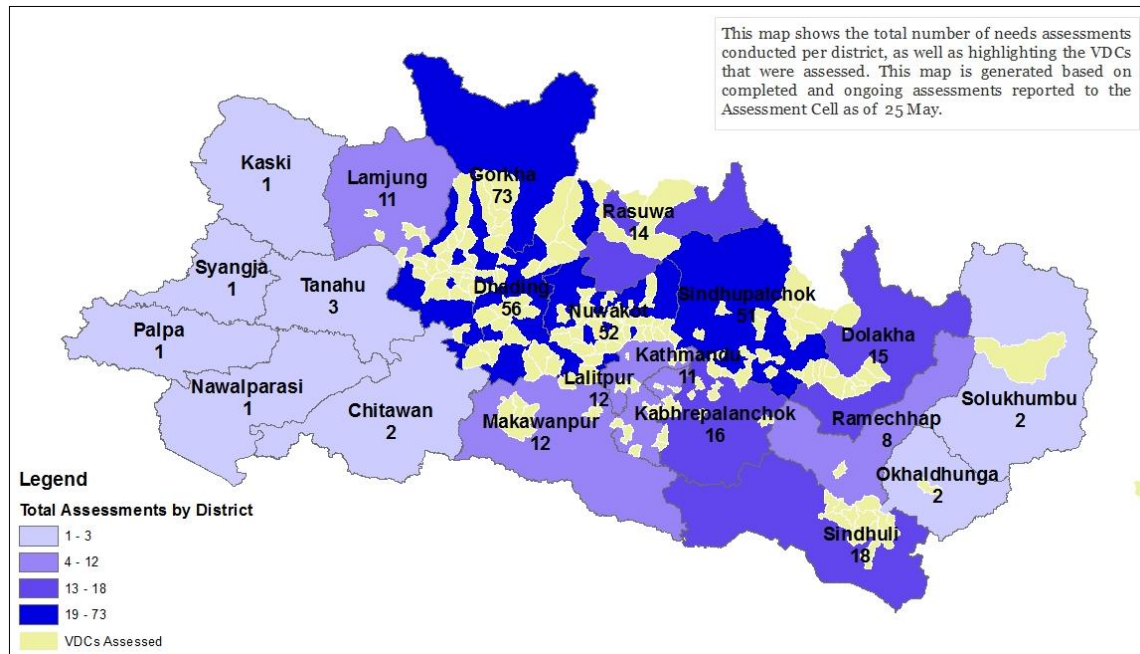 This map shows the total number of needs assessments
conducted per district, as well as highlighting the VDCs
that were assessed. This map is generated based on
completed and ongoing assessments reported to the
Assessment Cell as of 25 May.
Kaski
1
Lamjung
11
Gorkha
73
Rasuwa
14
Syangja
1
Tanahu
3
Dhading
56
Nuwakot
52
Sindhupalchok
51
Dolakha
15
Palpa
1
Nawalparasi
1
Chitawan
2
Kathmandu
11
Lalitpur
12
Makawanpur
12
Kabhrepalanchok
16
Ramechhap
8
Solukhumbu
2
Okhaldhunga
2
Sindhuli
18
Legend
Total Assessments by District
1 - 3
4 - 12
13 - 18
19 - 73
VDCs Assessed